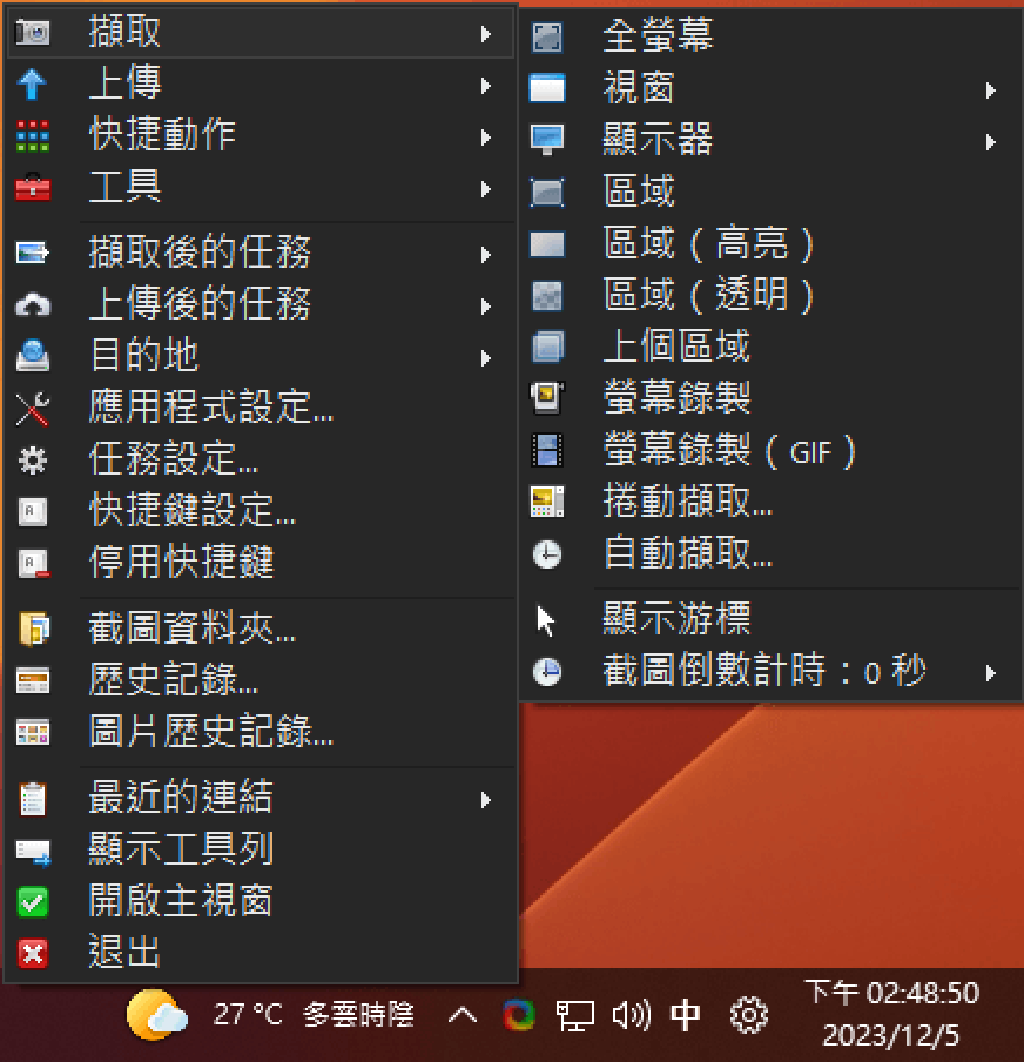 擷取
上傳
快捷動作
工具
擷取後的任務
上傳後的任務
目的地
應用程式設定...
任務設定...
快捷鍵設定...
停用快捷鍵
截圖資料夾...
歷史記錄...
圖片歷史記錄...
最近的連結
顯示工具列
開啟主視窗
退出
全螢幕
視窗
顯示器
區域
區域（高亮）
區域（透明）
上個區域
螢幕錄製
螢幕錄製（GIF）
捲動擷取...
自動擷取...
顯示游標
截圖倒數計時：0 秒
27 °C 多雲時陰
中
下午 02:48:50
2023/12/5